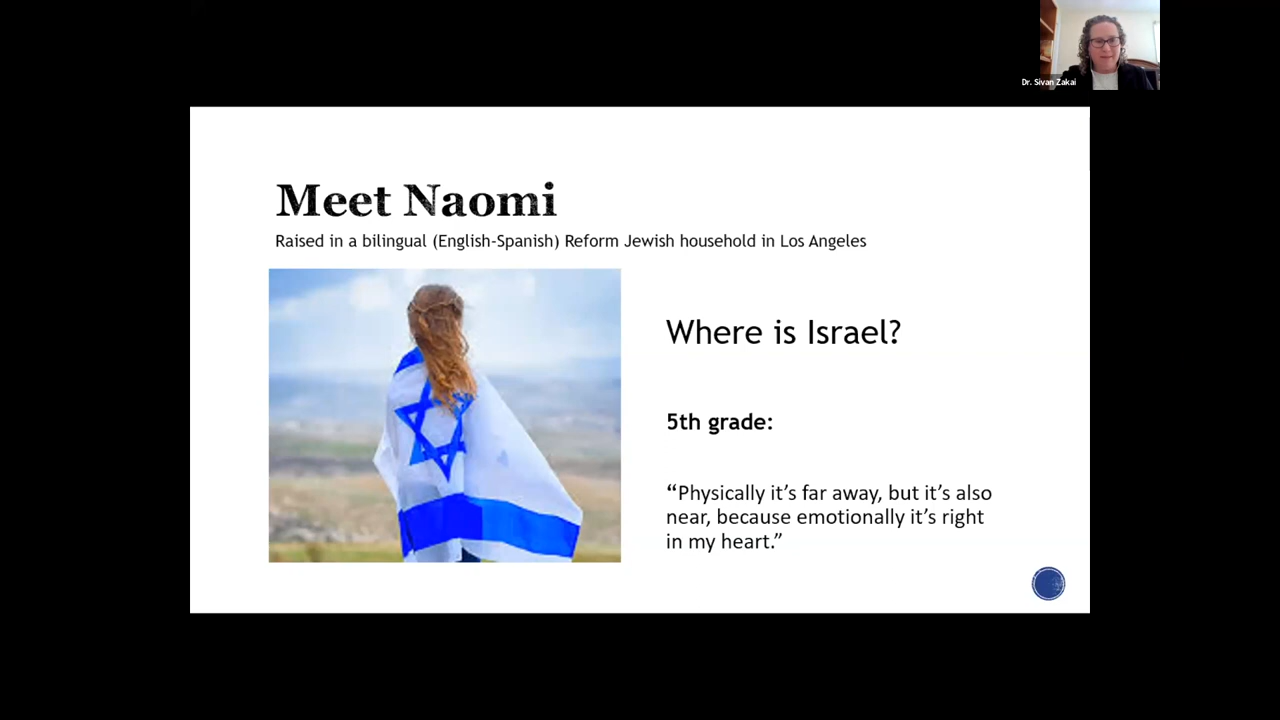 Dr. Sivan Zakai
Meet Naomi
Raised in a bilingual (English-Spanish) Reform Jewish household in Los Angeles
Where is Israel?
5th grade:
“Physically it’s far away, but it’s also
near, because emotionally it’s right
in my heart.”